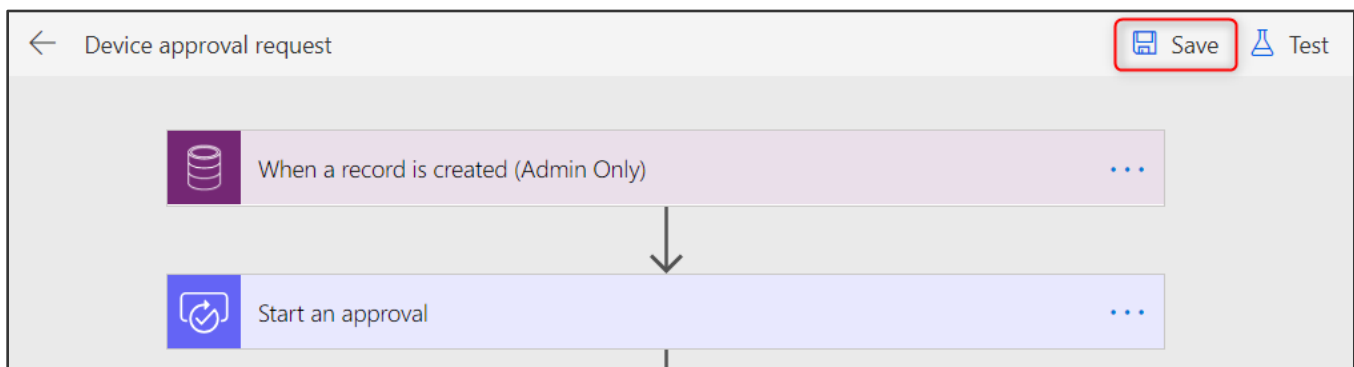 Device approval request
Save
Test
When a record is created (Admin Only)
Start an approval